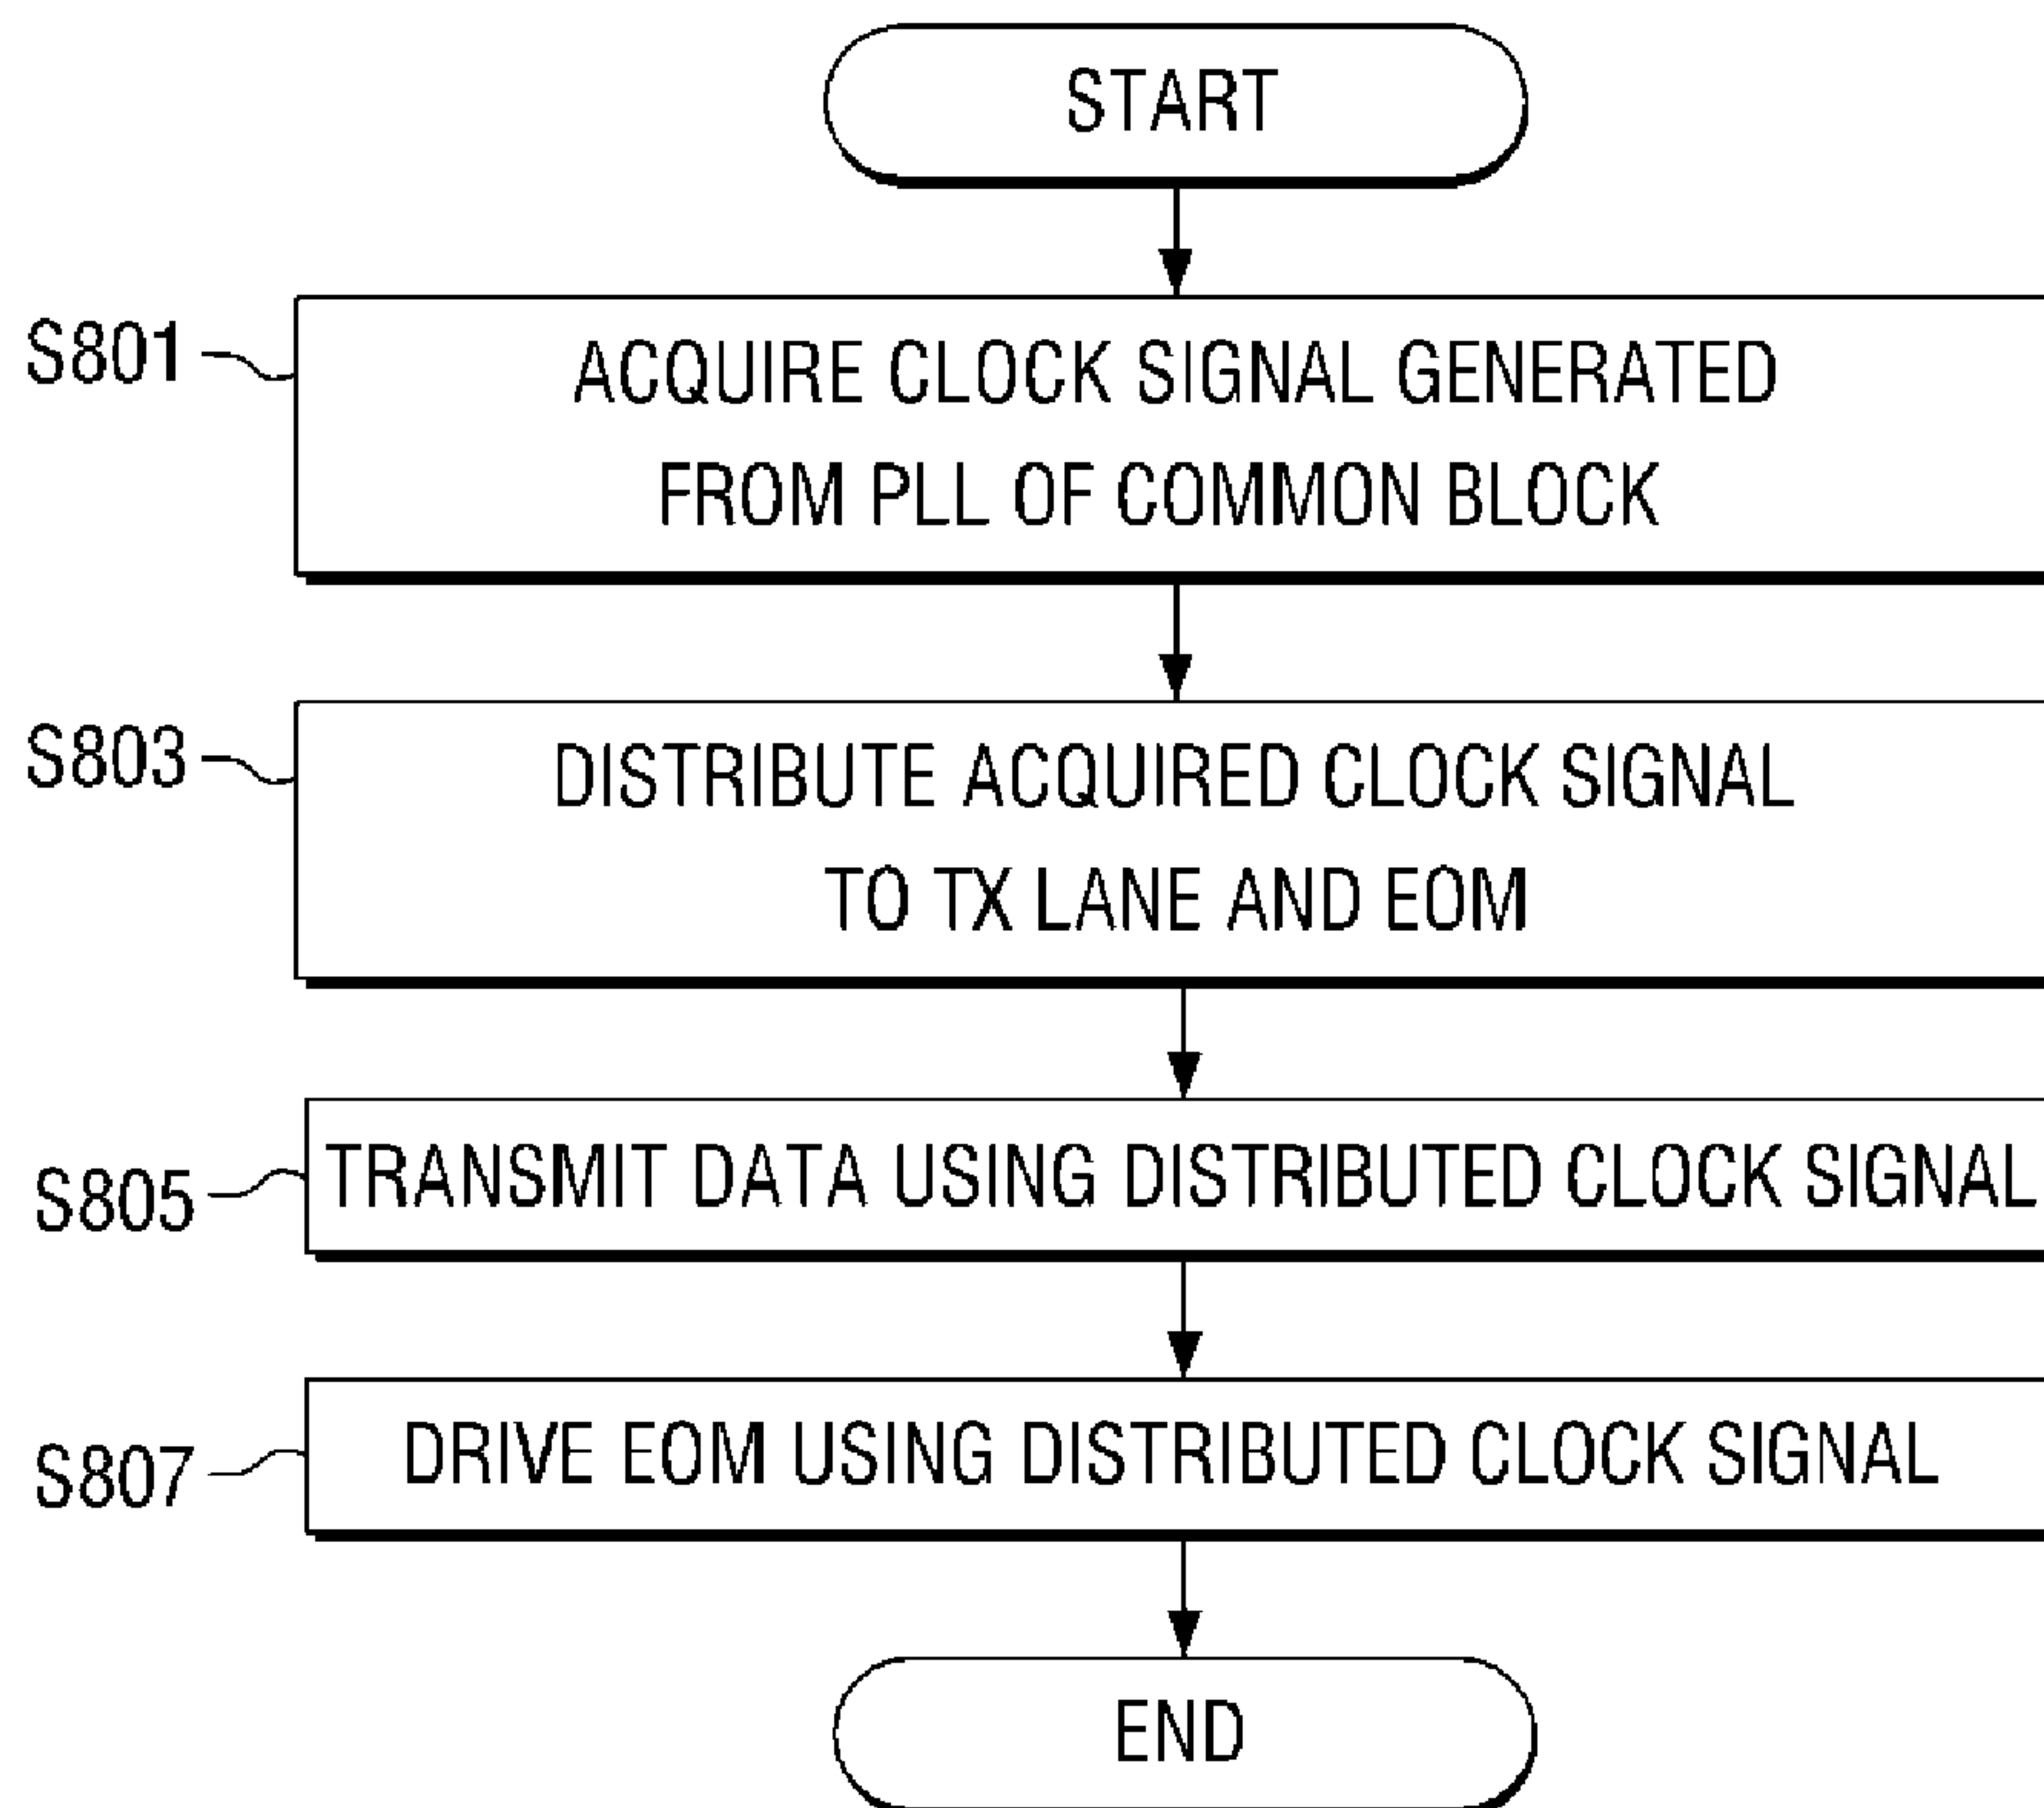 START
S801
ACQUIRE CLOCK SIGNAL GENERATED
FROM PLL OF COMMON BLOCK
S803
DISTRIBUTE ACQUIRED CLOCK SIGNAL
TO TX LANE AND EOM
S805
TRANSMIT DATA USING DISTRIBUTED CLOCK SIGNAL
S807
DRIVE EOM USING DISTRIBUTED CLOCK SIGNAL
END